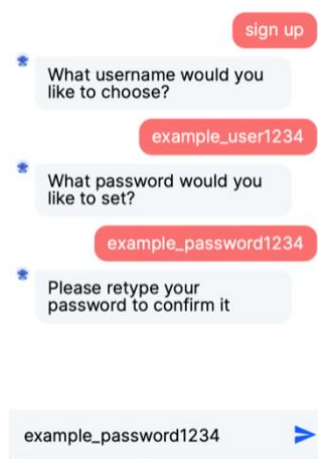 sign up
What username would you
like to choose?
example_user1234
What password would you
like to set?
example_password1234
Please retype your
password to confirm it
example_password1234